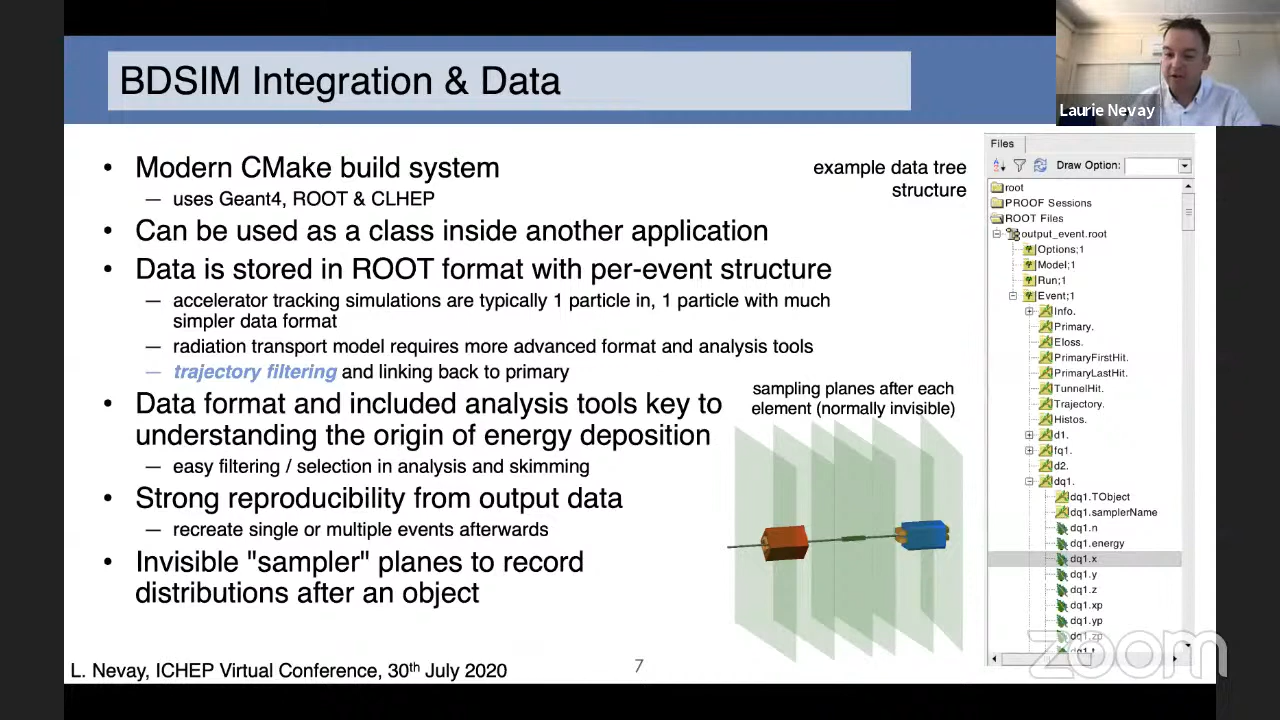 BDSIM Integration & Data
Laurie Nevay
• Modern CMake build system
— uses Geant4, ROOT & CLHEP
• Can be used as a class inside another application
• Data is stored in ROOT format with per-event structure
— accelerator tracking simulations are typically 1 particle in, 1 particle with much
simpler data format
— radiation transport model requires more advanced format and analysis tools
— trajectory filtering and linking back to primary
• Data format and included analysis tools key to
understanding the origin of energy deposition
— easy filtering / selection in analysis and skimming
• Strong reproducibility from output data
— recreate single or multiple events afterwards
• Invisible "sampler" planes to record
distributions after an object
example data tree
structure
sampling planes after each
element (normally invisible)
Files
Draw Option:
root
PROOF Sessions
ROOT Files
output_event.root
Options;1
Model;1
Run;1
Event;1
Info.
Primary.
Eloss.
PrimaryFirstHit.
PrimaryLastHit.
TunnelHit.
Trajectory.
Histos.
d1.
fq1.
d2.
dq1.
dq1.TObject
dq1.samplerName
dq1.n
dq1.energy
dq1.x
dq1.y
dq1.z
dq1.xp
dq1.yp
dq1.zp
zoom
L. Nevay, ICHEP Virtual Conference, 30th July 2020
7